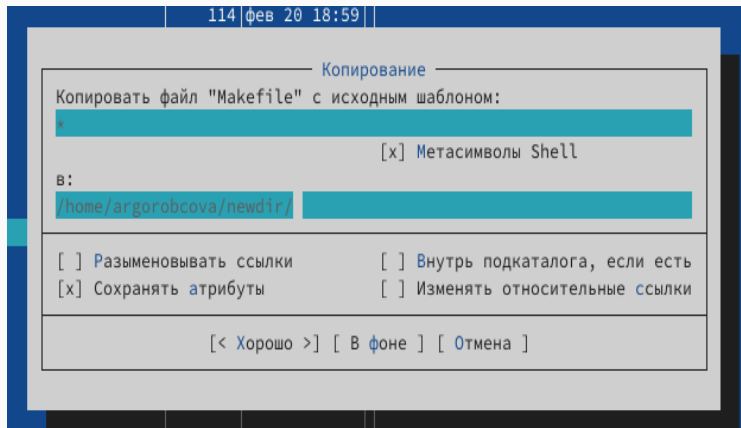 114 фев 20 18:59
Копирование
Копировать файл "Makefile" с исходным шаблоном:
*
[x] Метасимволы Shell
в:
/home/argorobcova/newdir/
[ ] Разыменовывать ссылки [ ] Внутрь подкаталога, если есть
[x] Сохранять атрибуты [ ] Изменять относительные ссылки
[< Хорошо >] [ В фоне ] [ Отмена ]